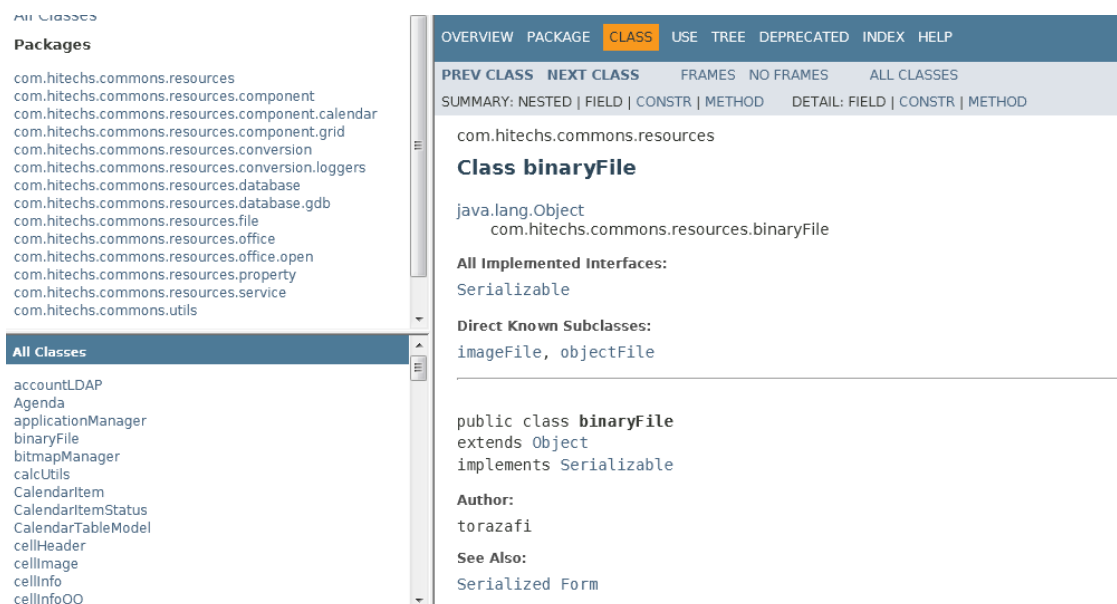 All Classes
Packages
com.hitechs.commons.resources
com.hitechs.commons.resources.component
com.hitechs.commons.resources.component.calendar
com.hitechs.commons.resources.component.grid
com.hitechs.commons.resources.conversion
com.hitechs.commons.resources.conversion.loggers
com.hitechs.commons.resources.database
com.hitechs.commons.resources.database.gdb
com.hitechs.commons.resources.file
com.hitechs.commons.resources.office
com.hitechs.commons.resources.office.open
com.hitechs.commons.resources.property
com.hitechs.commons.resources.service
com.hitechs.commons.utils
All Classes
accountLDAP
Agenda
applicationManager
binaryFile
bitmapManager
calcUtils
CalendarItem
CalendarItemStatus
CalendarTableModel
cellHeader
cellImage
cellInfo
cellInfoOO
OVERVIEW PACKAGE CLASS USE TREE DEPRECATED INDEX HELP
PREV CLASS NEXT CLASS FRAMES NO FRAMES ALL CLASSES
SUMMARY: NESTED | FIELD | CONSTR | METHOD DETAIL: FIELD | CONSTR | METHOD
com.hitechs.commons.resources
Class binaryFile
java.lang.Object
com.hitechs.commons.resources.binaryFile
All Implemented Interfaces:
Serializable
Direct Known Subclasses:
imageFile, objectFile
public class binaryFile
extends Object
implements Serializable
Author:
torazafi
See Also:
Serialized Form